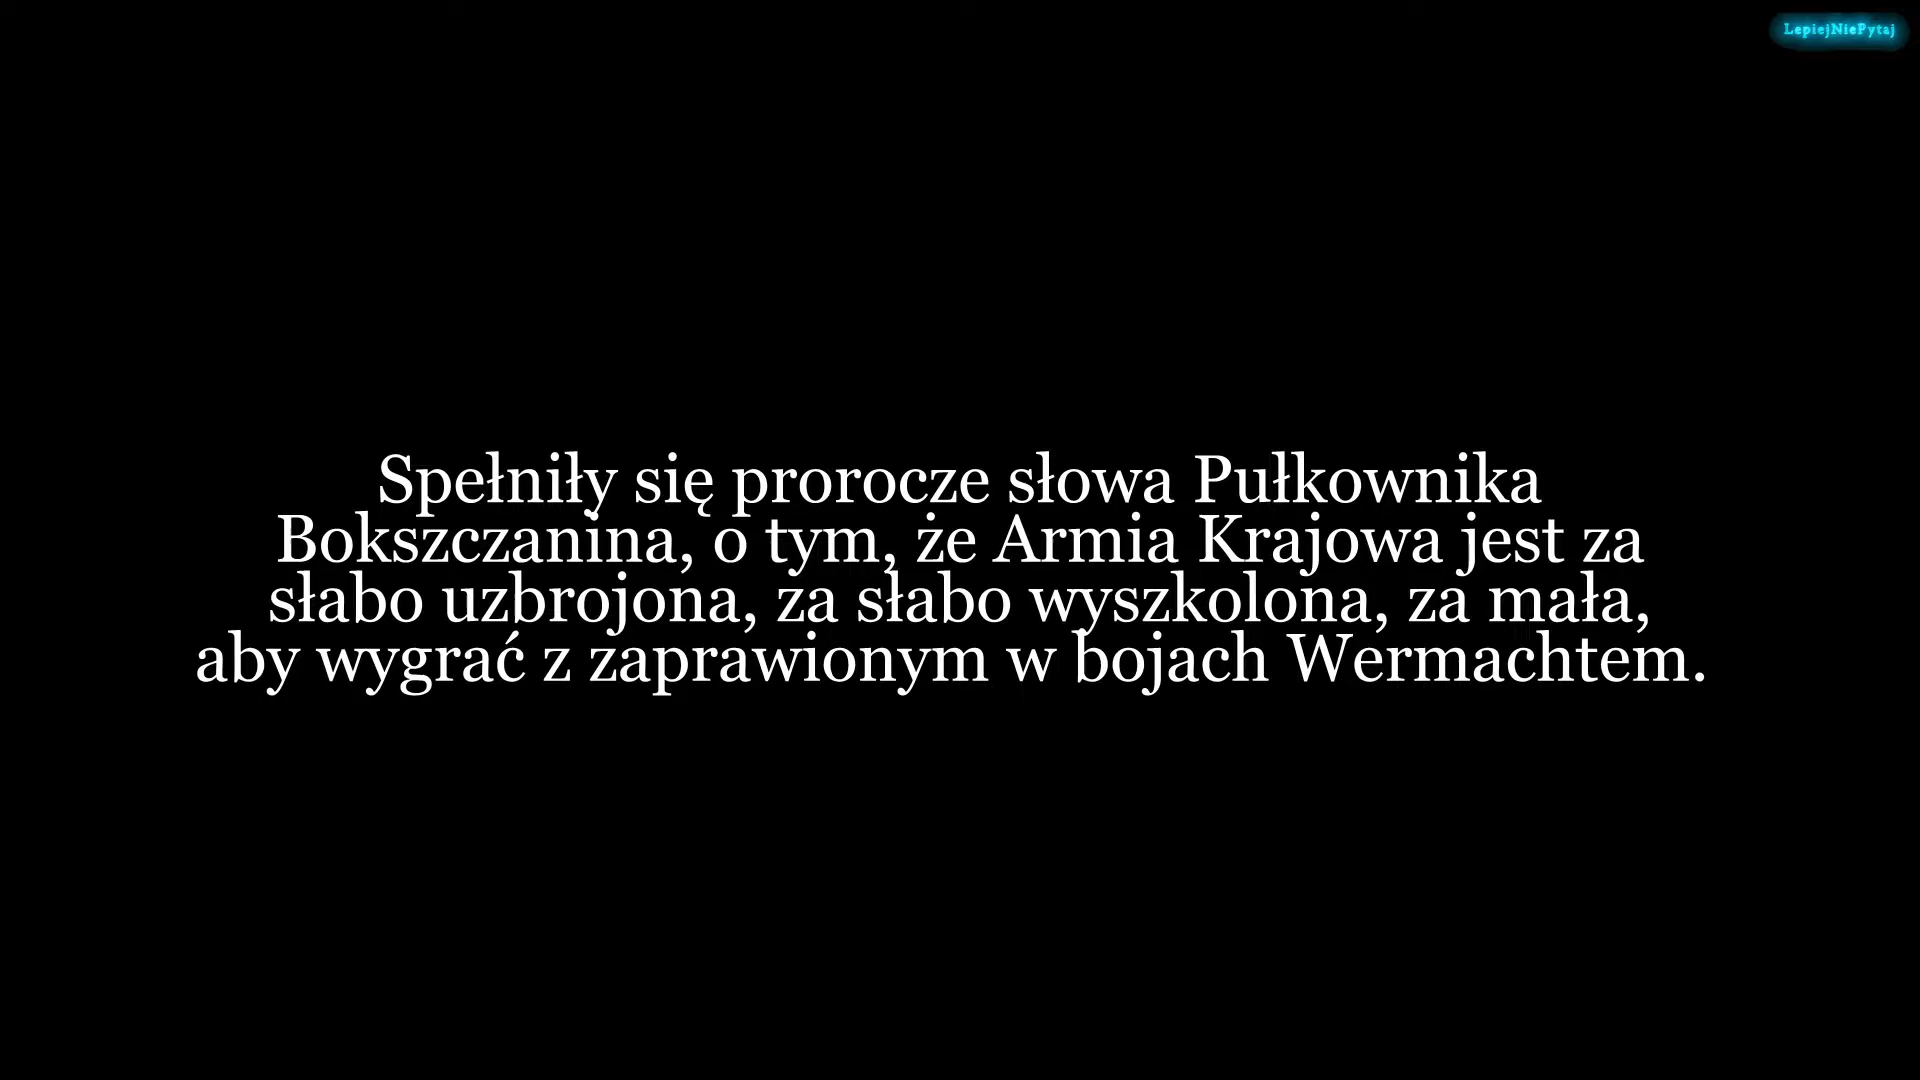 LepiejNiePytaj
Spełniły się prorocze słowa Pułkownika
Bokszczanina, o tym, że Armia Krajowa jest za
słabo uzbrojona, za słabo wyszkolona, za mała,
aby wygrać z zaprawionym w bojach Wermachtem.